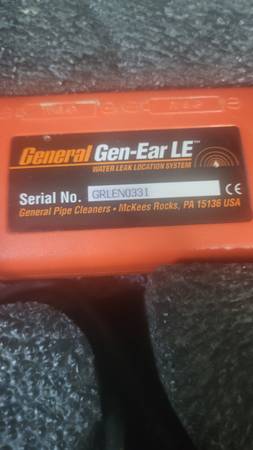 General Gen-Ear LE™
WATER LEAK LOCATION SYSTEM
Serial No. GRLEN0331 CE
General Pipe Cleaners • McKees Rocks, PA 15136 USA